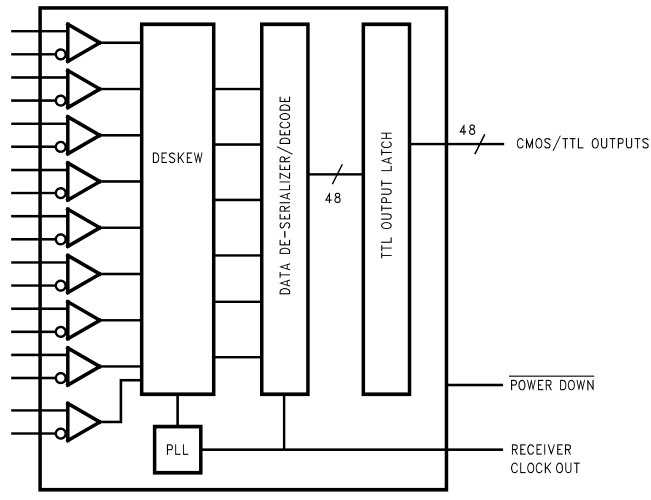 DESKEW
DATA DE-SERIALIZER/DECODE
48
TTL OUTPUT LATCH
48
CMOS/TTL OUTPUTS
POWER DOWN
PLL
RECEIVER
CLOCK OUT